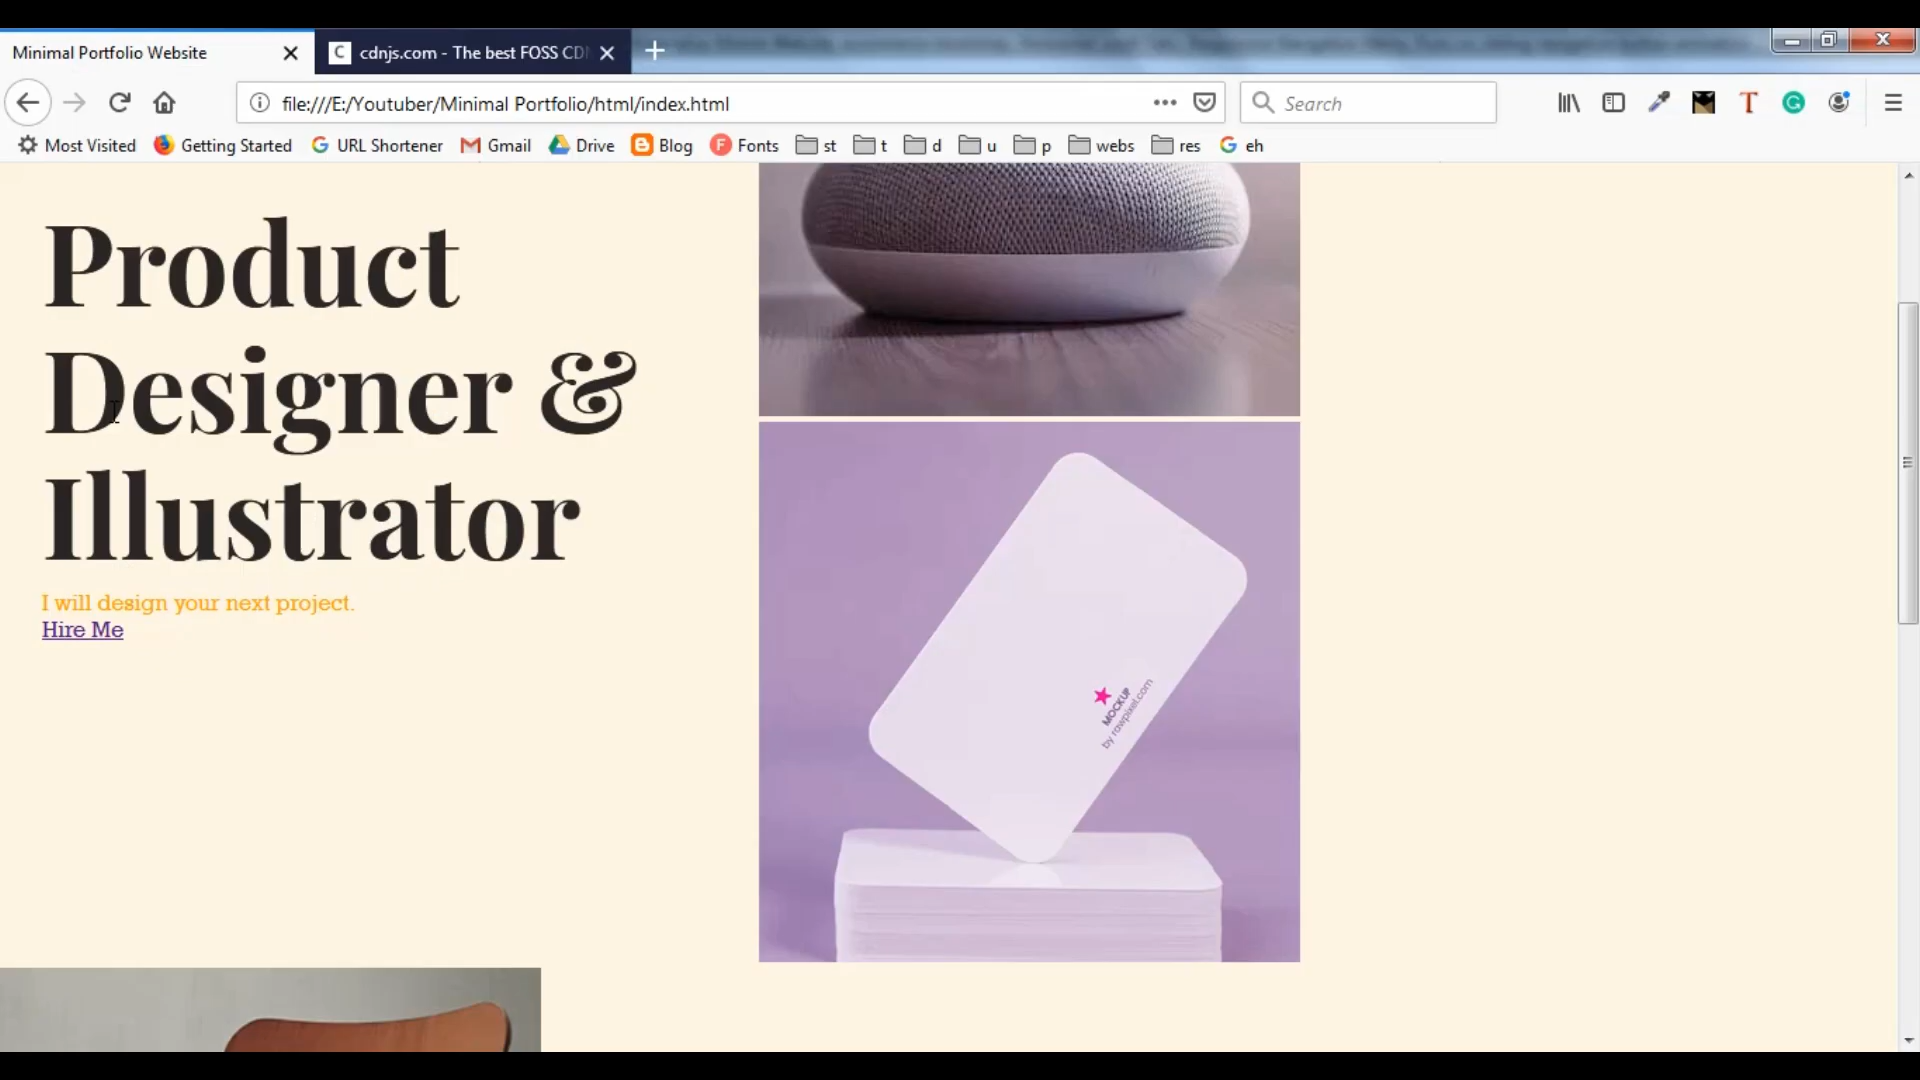 Minimal Portfolio Website
C cdnjs.com - The best FOSS CD
file:///E:/Youtuber/Minimal Portfolio/html/index.html
Search
Most Visited
Getting Started
URL Shortener
Gmail
Drive
Blog
Fonts
st
t
d
u
p
webs
res
eh
Product
Designer &
Illustrator
I will design your next project.
Hire Me
MOCKUP
by rawpixel.com